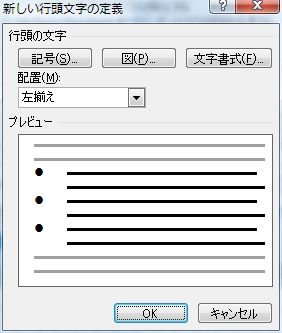 新しい行頭文字の定義
行頭の文字
記号(S)... 図(P)... 文字書式(F)...
配置(M):
左揃え
プレビュー
OK キャンセル